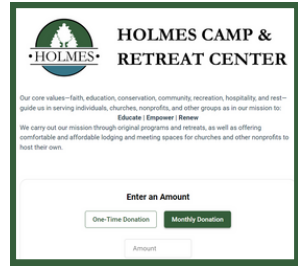 HOLMES CAMP &
RETREAT CENTER
•HOLMES•
Our core values—faith, education, conservation, community, recreation, hospitality, and rest—
guide us in serving individuals, churches, nonprofits, and other groups as in our mission to:
Educate | Empower | Renew
We carry out our mission through original programs and retreats, as well as offering
comfortable and affordable lodging and meeting spaces for churches and other nonprofits to
host their own.
Enter an Amount
One-Time Donation Monthly Donation
Amount